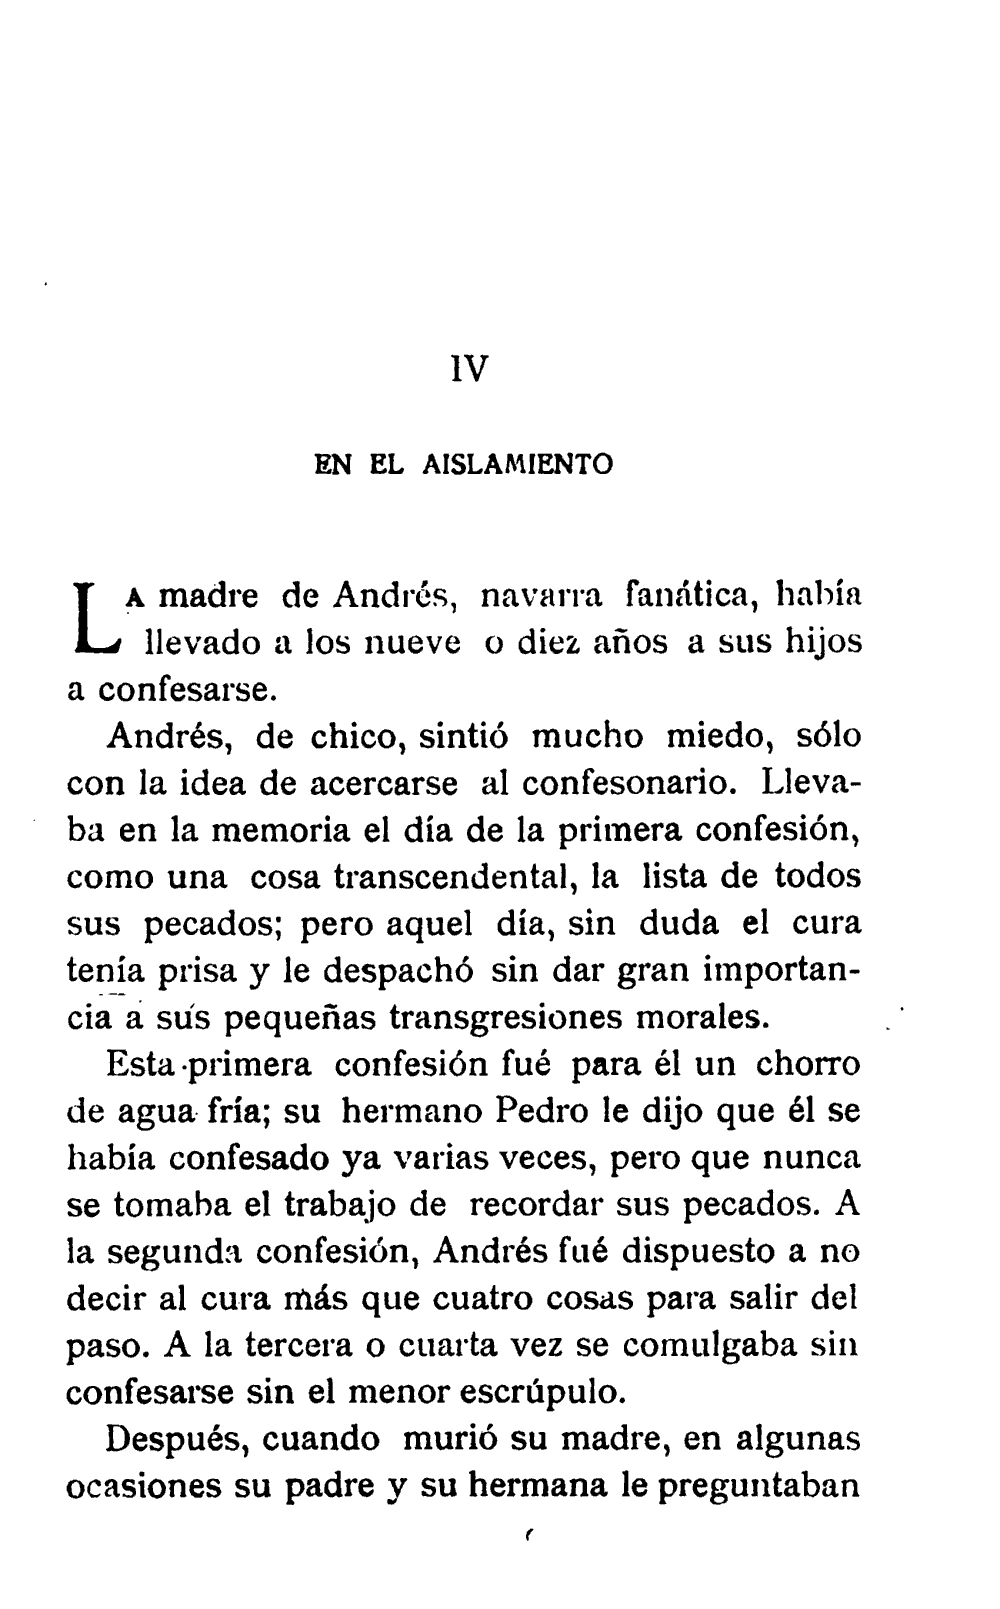 IV
EN EL AISLAMIENTO
LA madre de Andrés, navarra fanática, había
llevado a los nueve o diez años a sus hijos
a confesarse.
Andrés, de chico, sintió mucho miedo, sólo
con la idea de acercarse al confesonario. Lleva-
ba en la memoria el día de la primera confesión,
como una cosa transcendental, la lista de todos
sus pecados; pero aquel día, sin duda el cura
tenía prisa y le despachó sin dar gran importan-
cia a sus pequeñas transgresiones morales.
Esta primera confesión fué para él un chorro
de agua fría; su hermano Pedro le dijo que él se
había confesado ya varias veces, pero que nunca
se tomaba el trabajo de recordar sus pecados. A
la segunda confesión, Andrés fué dispuesto a no
decir al cura más que cuatro cosas para salir del
paso. A la tercera o cuarta vez se comulgaba sin
confesarse sin el menor escrúpulo.
Después, cuando murió su madre, en algunas
ocasiones su padre y su hermana le preguntaban